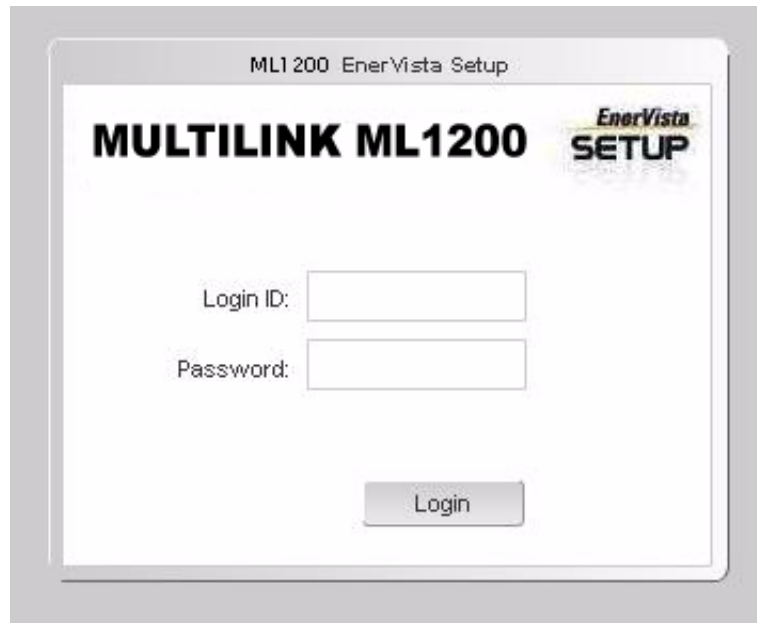 ML1200 EnerVista Setup
MULTILINK ML1200
EnerVista
SETUP
Login ID:
Password:
Login